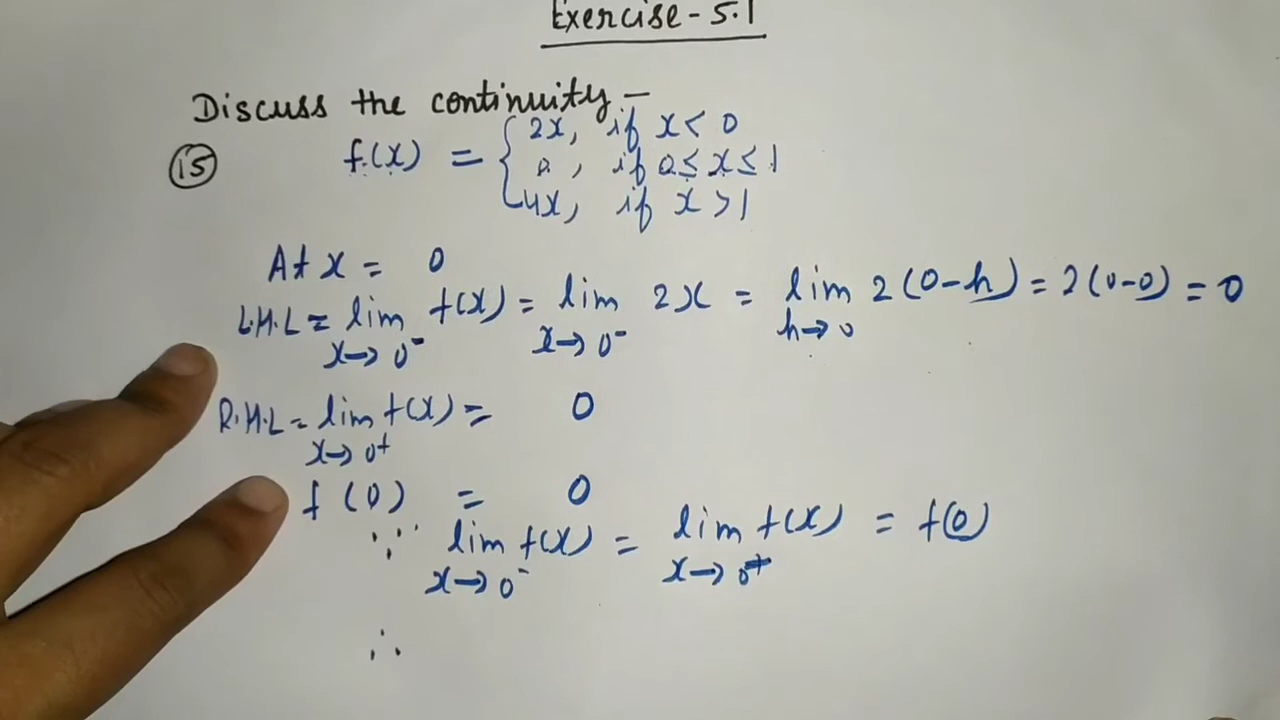 Exercise - 5.1
Discuss the continuity —
(15) f(x) = { 2x, if x < 0
0, if 0 ≤ x ≤ 1
4x, if x > 1
At x = 0
L.H.L = lim x→0⁻ f(x) = lim x→0⁻ 2x = lim h→0 2(0-h) = 2(0-0) = 0
R.H.L = lim x→0⁺ f(x) = 0
f(0) = 0
∵ lim x→0⁻ f(x) = lim x→0⁺ f(x) = f(0)
∴